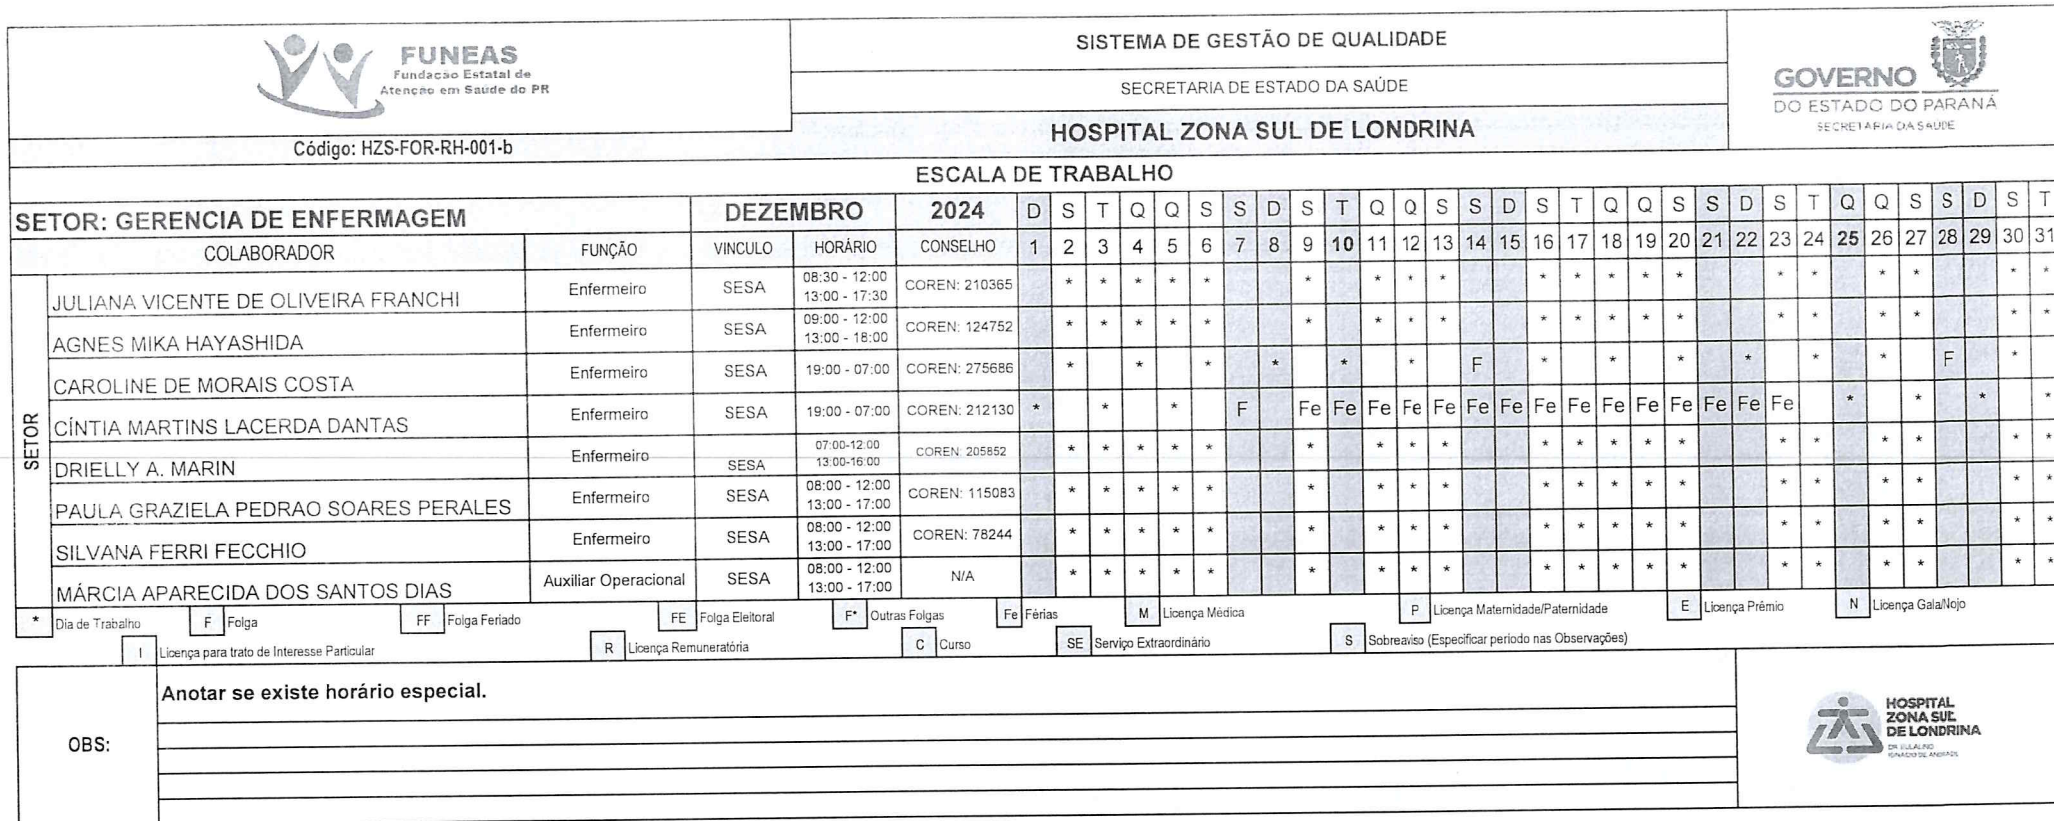 FUNEAS
Fundação Estatal de
Atenção em Saúde do PR
Código: HZS-FOR-RH-001-b
SISTEMA DE GESTÃO DE QUALIDADE
SECRETARIA DE ESTADO DA SAÚDE
HOSPITAL ZONA SUL DE LONDRINA
GOVERNO
DO ESTADO DO PARANÁ
SECRETARIA DA SAÚDE
ESCALA DE TRABALHO
SETOR: GERENCIA DE ENFERMAGEM DEZEMBRO 2024 D S T Q Q S S D S T Q Q S S D S T Q Q S S D S T Q Q S S D S T
COLABORADOR FUNÇÃO VINCULO HORÁRIO CONSELHO 1 2 3 4 5 6 7 8 9 10 11 12 13 14 15 16 17 18 19 20 21 22 23 24 25 26 27 28 29 30 31
SETOR
JULIANA VICENTE DE OLIVEIRA FRANCHI Enfermeiro SESA 08:30 - 12:00 13:00 - 17:30 COREN: 210365 * * * * * * * * * * * * * * * * * * * *
AGNES MIKA HAYASHIDA Enfermeiro SESA 09:00 - 12:00 13:00 - 18:00 COREN: 124752 * * * * * * * * * * * * * * * * * * * *
CAROLINE DE MORAIS COSTA Enfermeiro SESA 19:00 - 07:00 COREN: 275686 * * * * * * F * * * * * * F *
CÍNTIA MARTINS LACERDA DANTAS Enfermeiro SESA 19:00 - 07:00 COREN: 212130 * * * F Fe Fe Fe Fe Fe Fe Fe Fe Fe Fe Fe Fe Fe Fe Fe * * * *
DRIELLY A. MARIN Enfermeiro SESA 07:00-12:00 13:00-16:00 COREN: 205852 * * * * * * * * * * * * * * * * * * * *
PAULA GRAZIELA PEDRAO SOARES PERALES Enfermeiro SESA 08:00 - 12:00 13:00 - 17:00 COREN: 115083 * * * * * * * * * * * * * * * * * * * *
SILVANA FERRI FECCHIO Enfermeiro SESA 08:00 - 12:00 13:00 - 17:00 COREN: 78244 * * * * * * * * * * * * * * * * * * * *
MÁRCIA APARECIDA DOS SANTOS DIAS Auxiliar Operacional SESA 08:00 - 12:00 13:00 - 17:00 N/A * * * * * * * * * * * * * * * * * * * *
* Dia de Trabalho F Folga FF Folga Feriado FE Folga Eleitoral F* Outras Folgas Fe Férias M Licença Médica P Licença Maternidade/Paternidade E Licença Prêmio N Licença Gala/Nojo
I Licença para trato de Interesse Particular R Licença Remuneratória C Curso SE Serviço Extraordinário S Sobreaviso (Especificar periodo nas Observações)
OBS:
Anotar se existe horário especial.
HOSPITAL
ZONA SUL
DE LONDRINA
DR EULALINO
IGNÁCIO DE ANDRADE